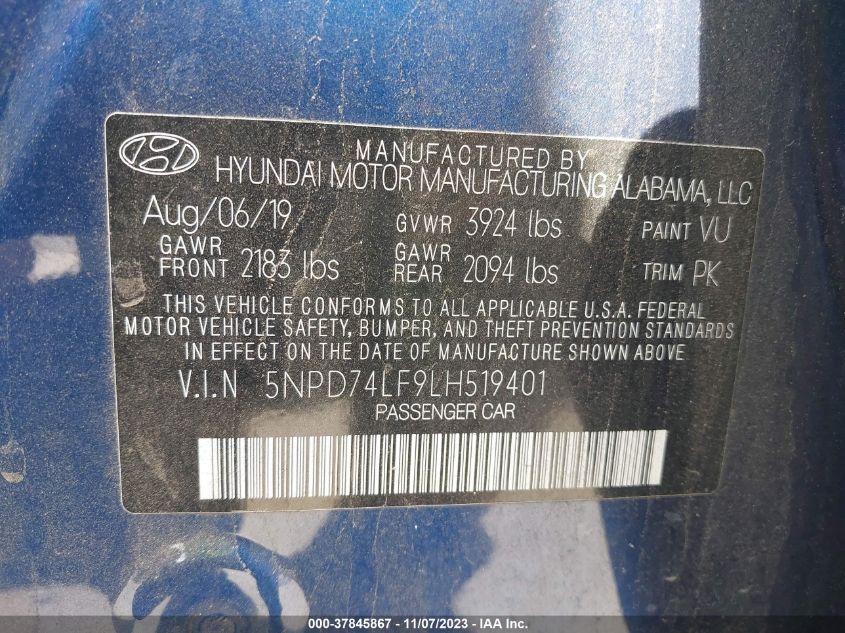 MANUFACTURED BY
HYUNDAI MOTOR MANUFACTURING ALABAMA, LLC
Aug/06/19 GVWR 3924 lbs PAINT VU
GAWR FRONT 2183 lbs GAWR REAR 2094 lbs TRIM PK
THIS VEHICLE CONFORMS TO ALL APPLICABLE U.S.A. FEDERAL
MOTOR VEHICLE SAFETY, BUMPER, AND THEFT PREVENTION STANDARDS
IN EFFECT ON THE DATE OF MANUFACTURE SHOWN ABOVE
V.I.N 5NPD74LF9LH519401
PASSENGER CAR
000-37845867 - 11/07/2023 - IAA Inc.